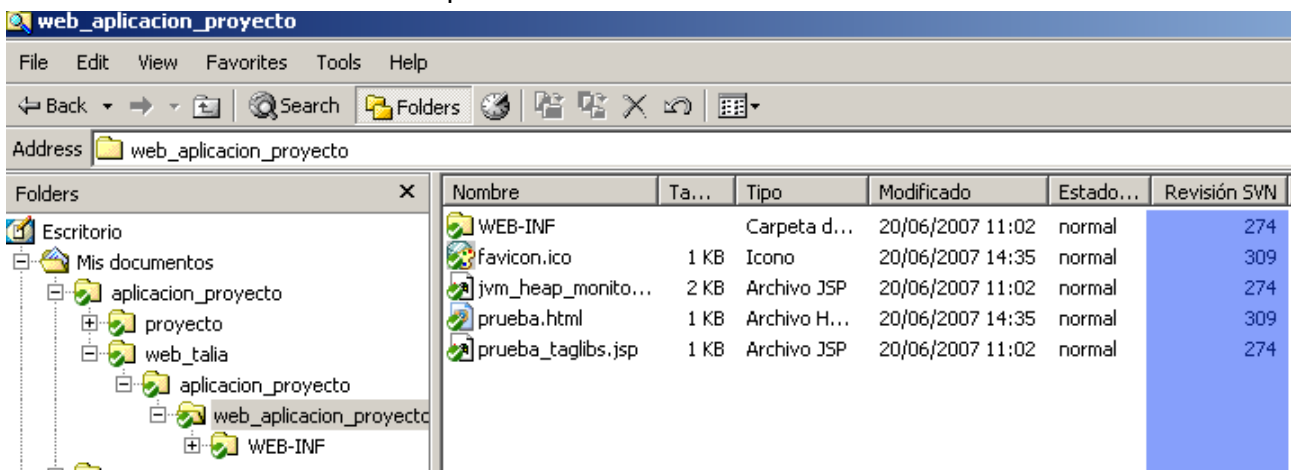 web_aplicacion_proyecto
File Edit View Favorites Tools Help
Back Search Folders
Address web_aplicacion_proyecto
Folders
Escritorio
Mis documentos
aplicacion_proyecto
proyecto
web_talia
aplicacion_proyecto
web_aplicacion_proyecto
WEB-INF
Nombre Ta... Tipo Modificado Estado... Revisión SVN
WEB-INF Carpeta d... 20/06/2007 11:02 normal 274
favicon.ico 1 KB Icono 20/06/2007 14:35 normal 309
jvm_heap_monito... 2 KB Archivo JSP 20/06/2007 11:02 normal 274
prueba.html 1 KB Archivo H... 20/06/2007 14:35 normal 309
prueba_taglibs.jsp 1 KB Archivo JSP 20/06/2007 11:02 normal 274